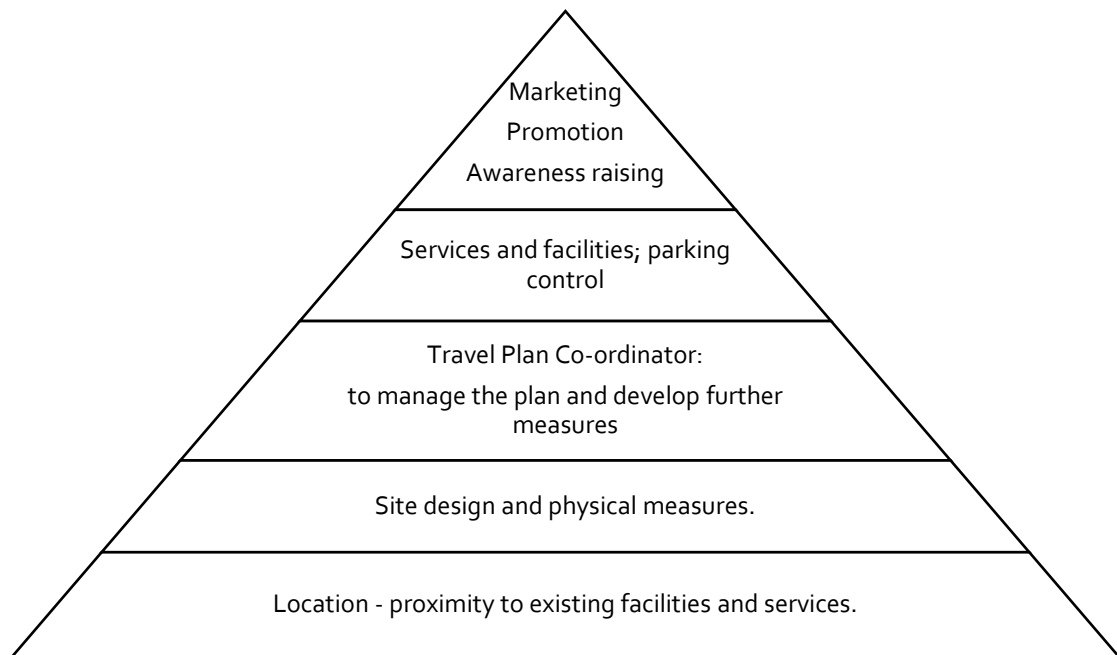 Marketing
Promotion
Awareness raising
Services and facilities; parking
control
Travel Plan Co-ordinator:
to manage the plan and develop further
measures
Site design and physical measures.
Location - proximity to existing facilities and services.